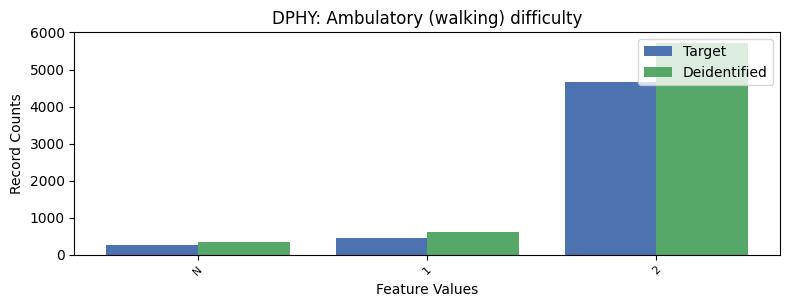 DPHY: Ambulatory (walking) difficulty
6000
5000
4000
3000
2000
1000
0
Record Counts
Target
Deidentified
N
1
2
Feature Values